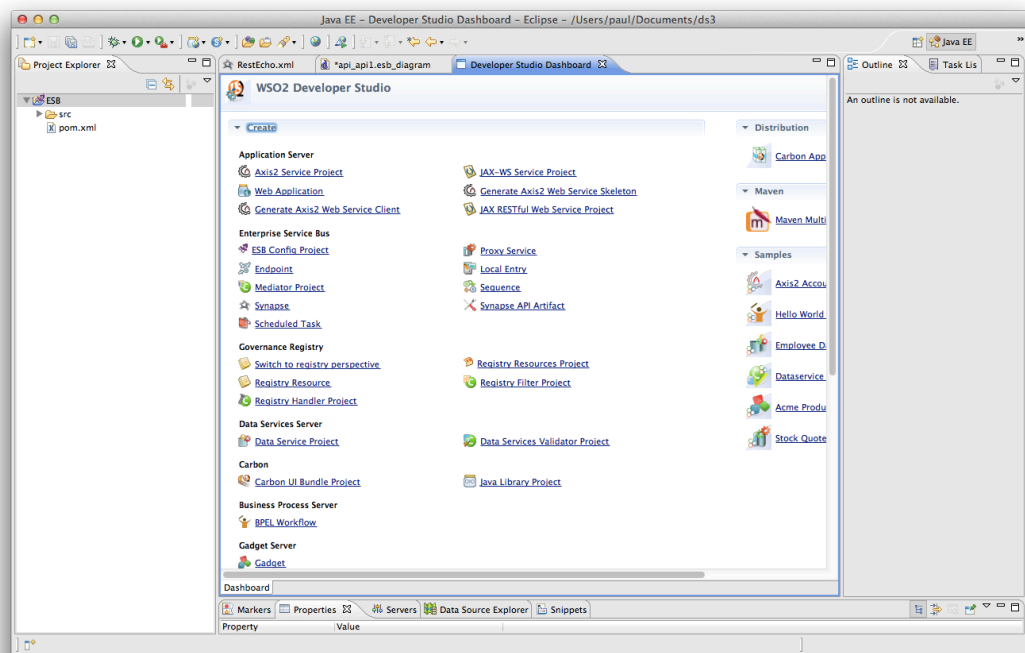 Java EE – Developer Studio Dashboard – Eclipse – /Users/paul/Documents/ds3
Java EE
Project Explorer
RestEcho.xml
*api_api1.esb_diagram
Developer Studio Dashboard
Outline
Task Lis
ESB
src
pom.xml
WSO2 Developer Studio
An outline is not available.
Create
Distribution
Application Server
Carbon App
Axis2 Service Project
JAX-WS Service Project
Web Application
Generate Axis2 Web Service Skeleton
Maven
Generate Axis2 Web Service Client
JAX RESTful Web Service Project
Maven Multi
Enterprise Service Bus
ESB Config Project
Proxy Service
Samples
Endpoint
Local Entry
Mediator Project
Sequence
Axis2 Accou
Synapse
Synapse API Artifact
Hello World
Scheduled Task
Governance Registry
Employee Da
Switch to registry perspective
Registry Resources Project
Dataservice
Registry Resource
Registry Filter Project
Registry Handler Project
Acme Produ
Data Services Server
Data Service Project
Data Services Validator Project
Stock Quote
Carbon
Carbon UI Bundle Project
Java Library Project
Business Process Server
BPEL Workflow
Gadget Server
Gadget
Dashboard
Markers
Properties
Servers
Data Source Explorer
Snippets
Property
Value